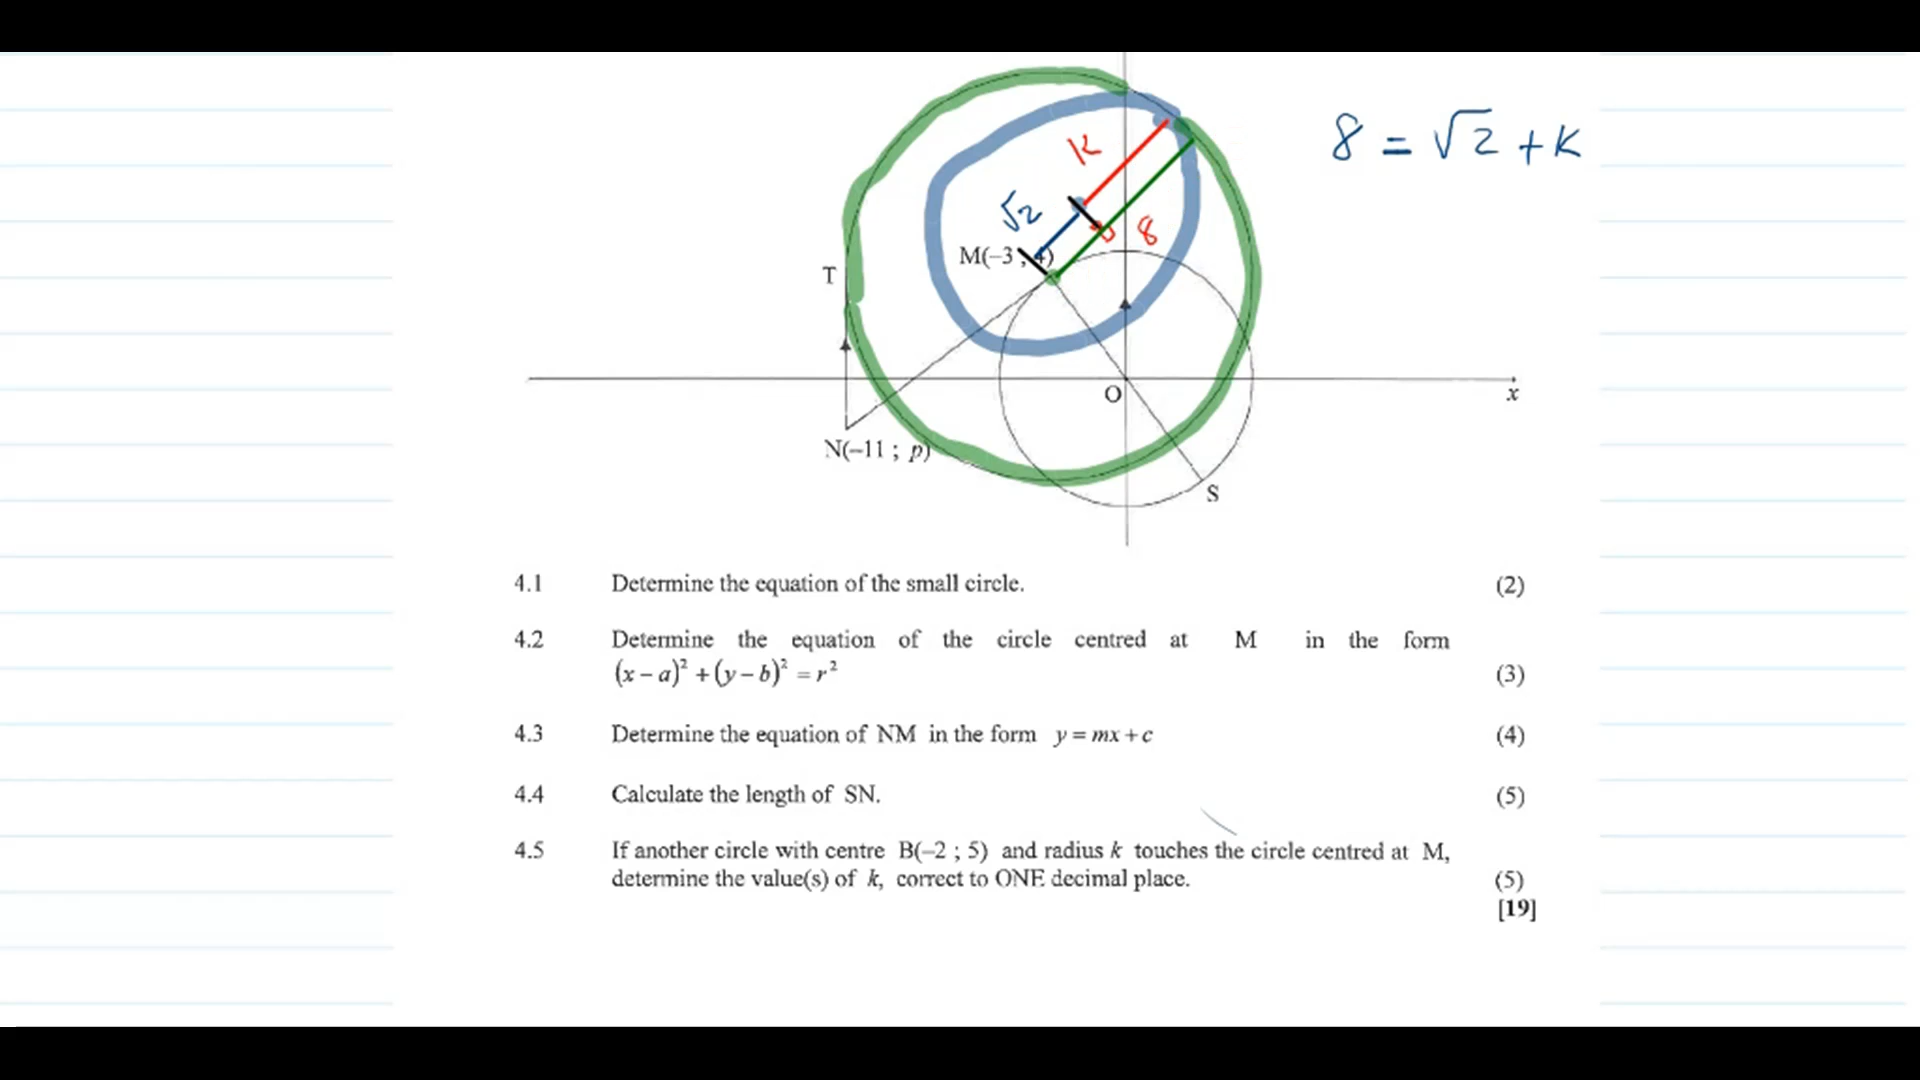 8 = √2 + k
k
√2
8
M(−3 ; 4)
T
O
x
N(−11 ; p)
S
4.1 Determine the equation of the small circle. (2)
4.2 Determine the equation of the circle centred at M in the form
(x − a)² + (y − b)² = r² (3)
4.3 Determine the equation of NM in the form y = mx + c (4)
4.4 Calculate the length of SN. (5)
4.5 If another circle with centre B(−2 ; 5) and radius k touches the circle centred at M,
determine the value(s) of k, correct to ONE decimal place. (5)
[19]